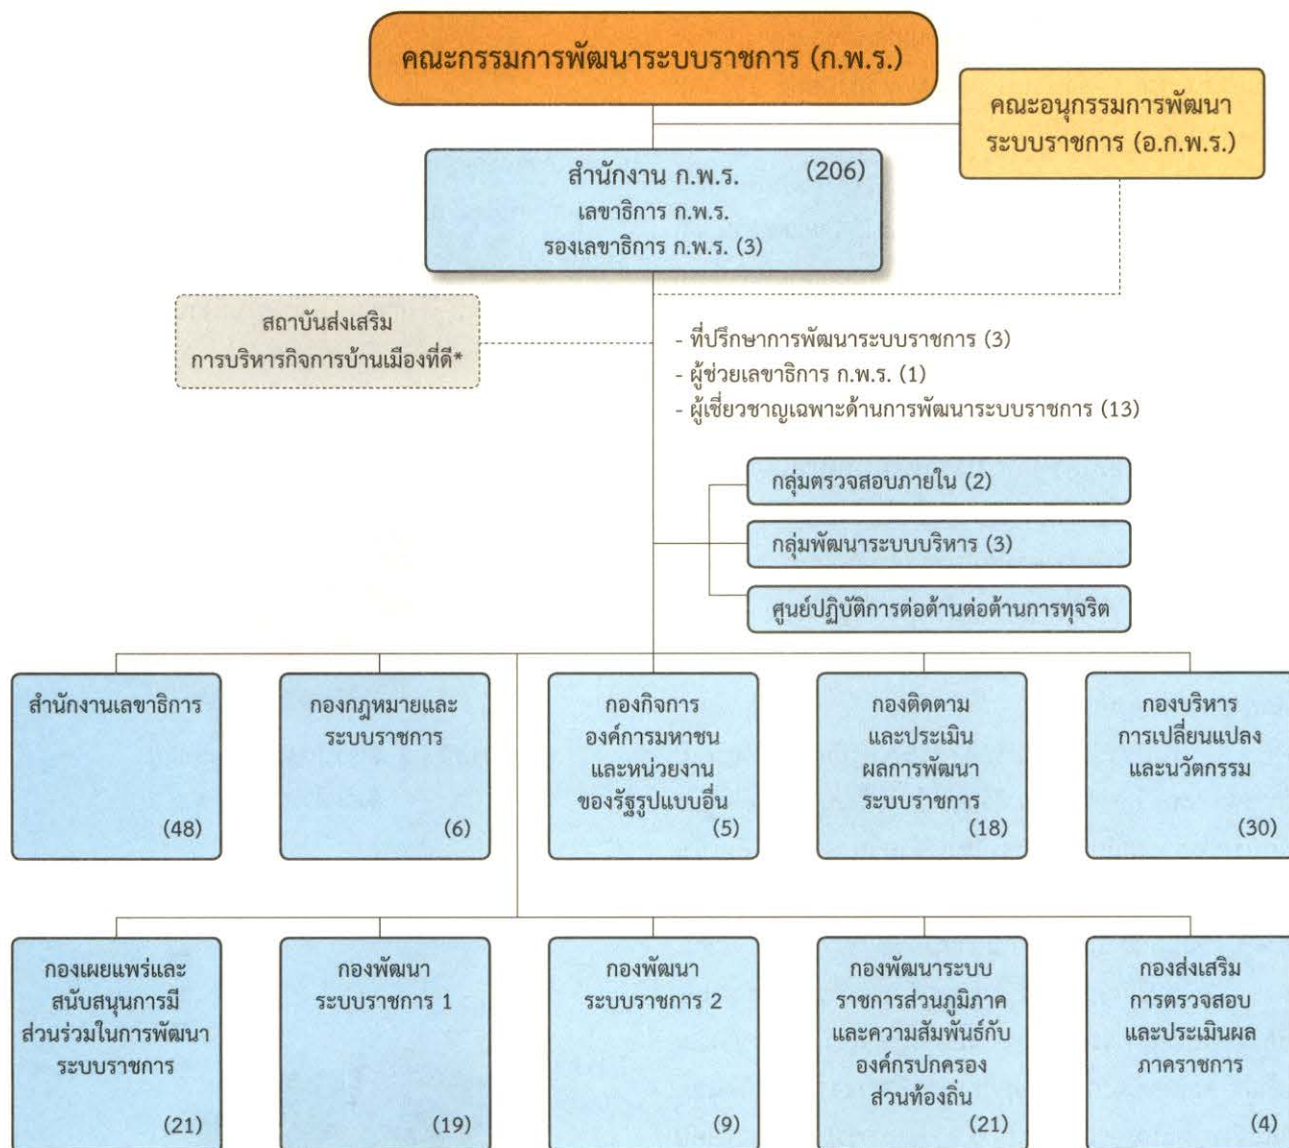 คณะกรรมการพัฒนาระบบราชการ (ก.พ.ร.)
คณะอนุกรรมการพัฒนา
ระบบราชการ (อ.ก.พ.ร.)
สำนักงาน ก.พ.ร. (206)
เลขาธิการ ก.พ.ร.
รองเลขาธิการ ก.พ.ร. (3)
สถาบันส่งเสริม
การบริหารกิจการบ้านเมืองที่ดี*
- ที่ปรึกษาการพัฒนาระบบราชการ (3)
- ผู้ช่วยเลขาธิการ ก.พ.ร. (1)
- ผู้เชี่ยวชาญเฉพาะด้านการพัฒนาระบบราชการ (13)
กลุ่มตรวจสอบภายใน (2)
กลุ่มพัฒนาระบบบริหาร (3)
ศูนย์ปฏิบัติการต่อต้านต่อต้านการทุจริต
สำนักงานเลขาธิการ
(48)
กองกฎหมายและ
ระบบราชการ
(6)
กองกิจการ
องค์การมหาชน
และหน่วยงาน
ของรัฐรูปแบบอื่น
(5)
กองติดตาม
และประเมิน
ผลการพัฒนา
ระบบราชการ
(18)
กองบริหาร
การเปลี่ยนแปลง
และนวัตกรรม
(30)
กองเผยแพร่และ
สนับสนุนการมี
ส่วนร่วมในการพัฒนา
ระบบราชการ
(21)
กองพัฒนา
ระบบราชการ 1
(19)
กองพัฒนา
ระบบราชการ 2
(9)
กองพัฒนาระบบ
ราชการส่วนภูมิภาค
และความสัมพันธ์กับ
องค์กรปกครอง
ส่วนท้องถิ่น
(21)
กองส่งเสริม
การตรวจสอบ
และประเมินผล
ภาคราชการ
(4)